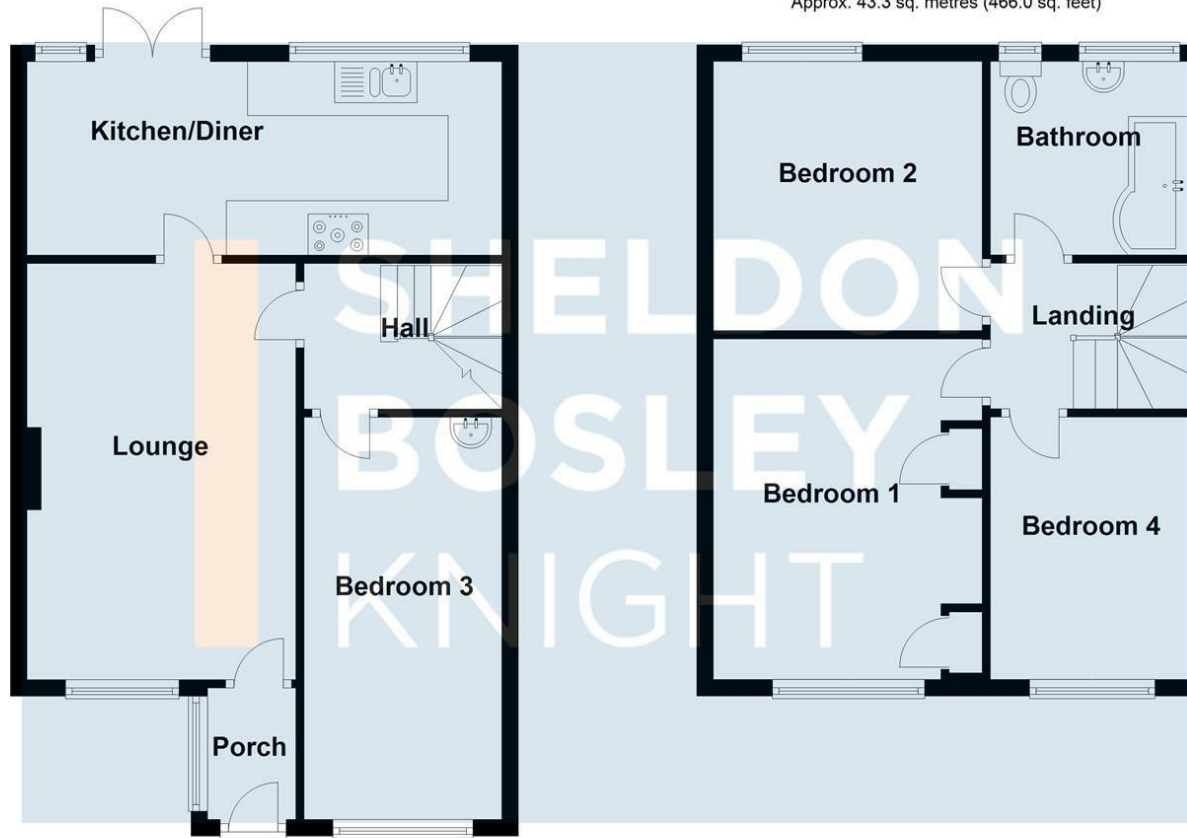 Approx. 43.3 sq. metres (466.0 sq. feet)
Kitchen/Diner
Lounge
Hall
Bedroom 3
Porch
Bedroom 2
Bathroom
Landing
Bedroom 1
Bedroom 4
SHELDON
BOSLEY
KNIGHT